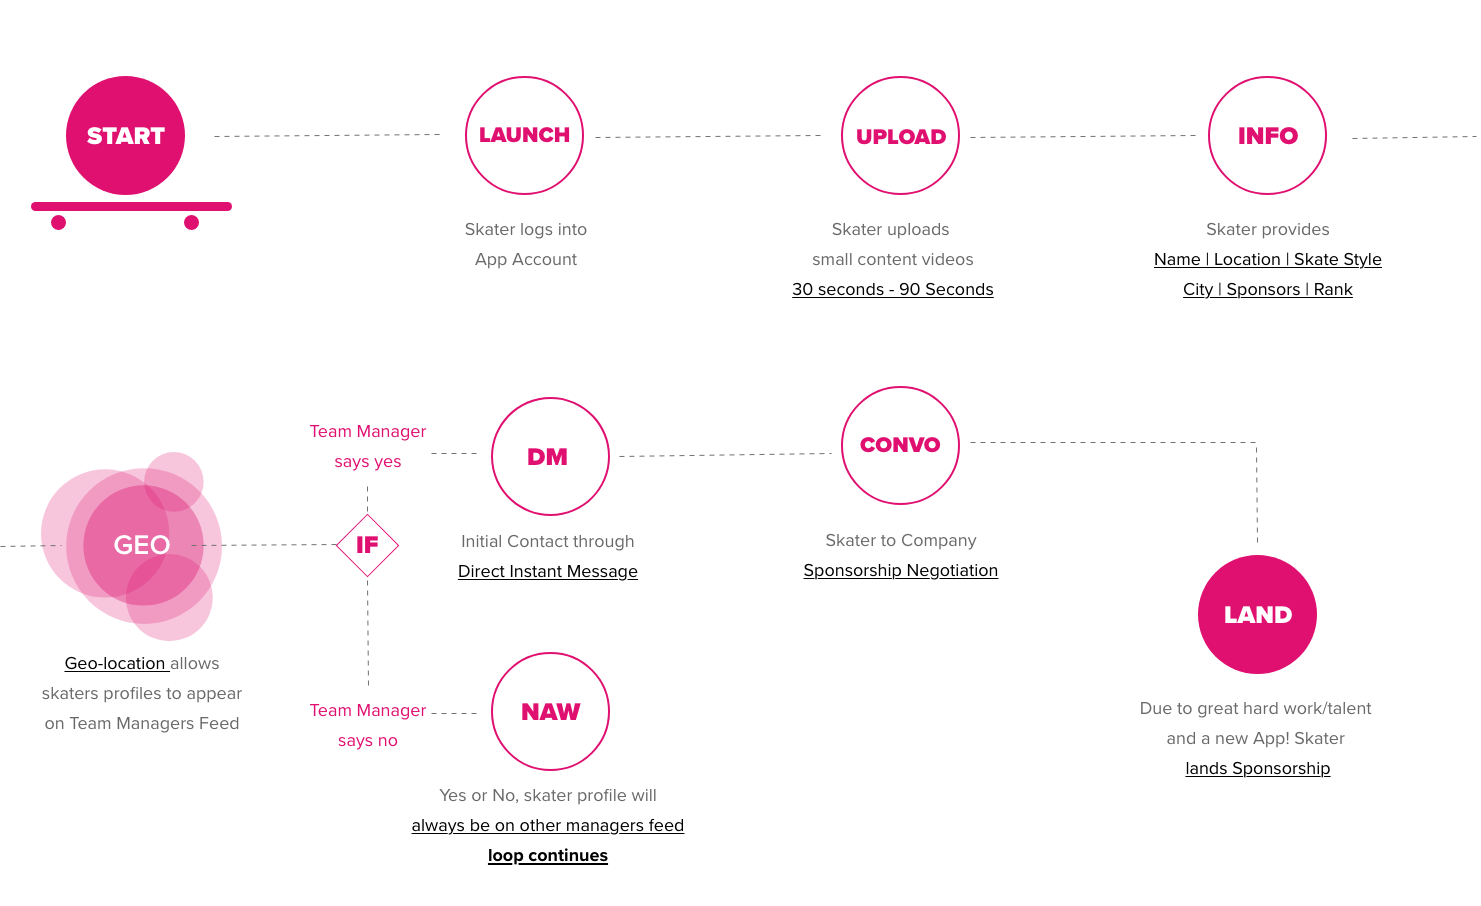 START
LAUNCH
Skater logs into
App Account
UPLOAD
Skater uploads
small content videos
30 seconds - 90 Seconds
INFO
Skater provides
Name | Location | Skate Style
City | Sponsors | Rank
GEO
Geo-location allows
skaters profiles to appear
on Team Managers Feed
IF
Team Manager
says yes
DM
Initial Contact through
Direct Instant Message
CONVO
Skater to Company
Sponsorship Negotiation
LAND
Due to great hard work/talent
and a new App! Skater
lands Sponsorship
Team Manager
says no
NAW
Yes or No, skater profile will
always be on other managers feed
loop continues